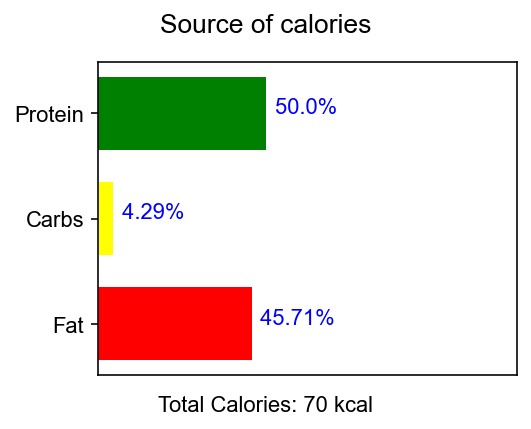 Source of calories
Protein
50.0%
Carbs
4.29%
Fat
45.71%
Total Calories: 70 kcal